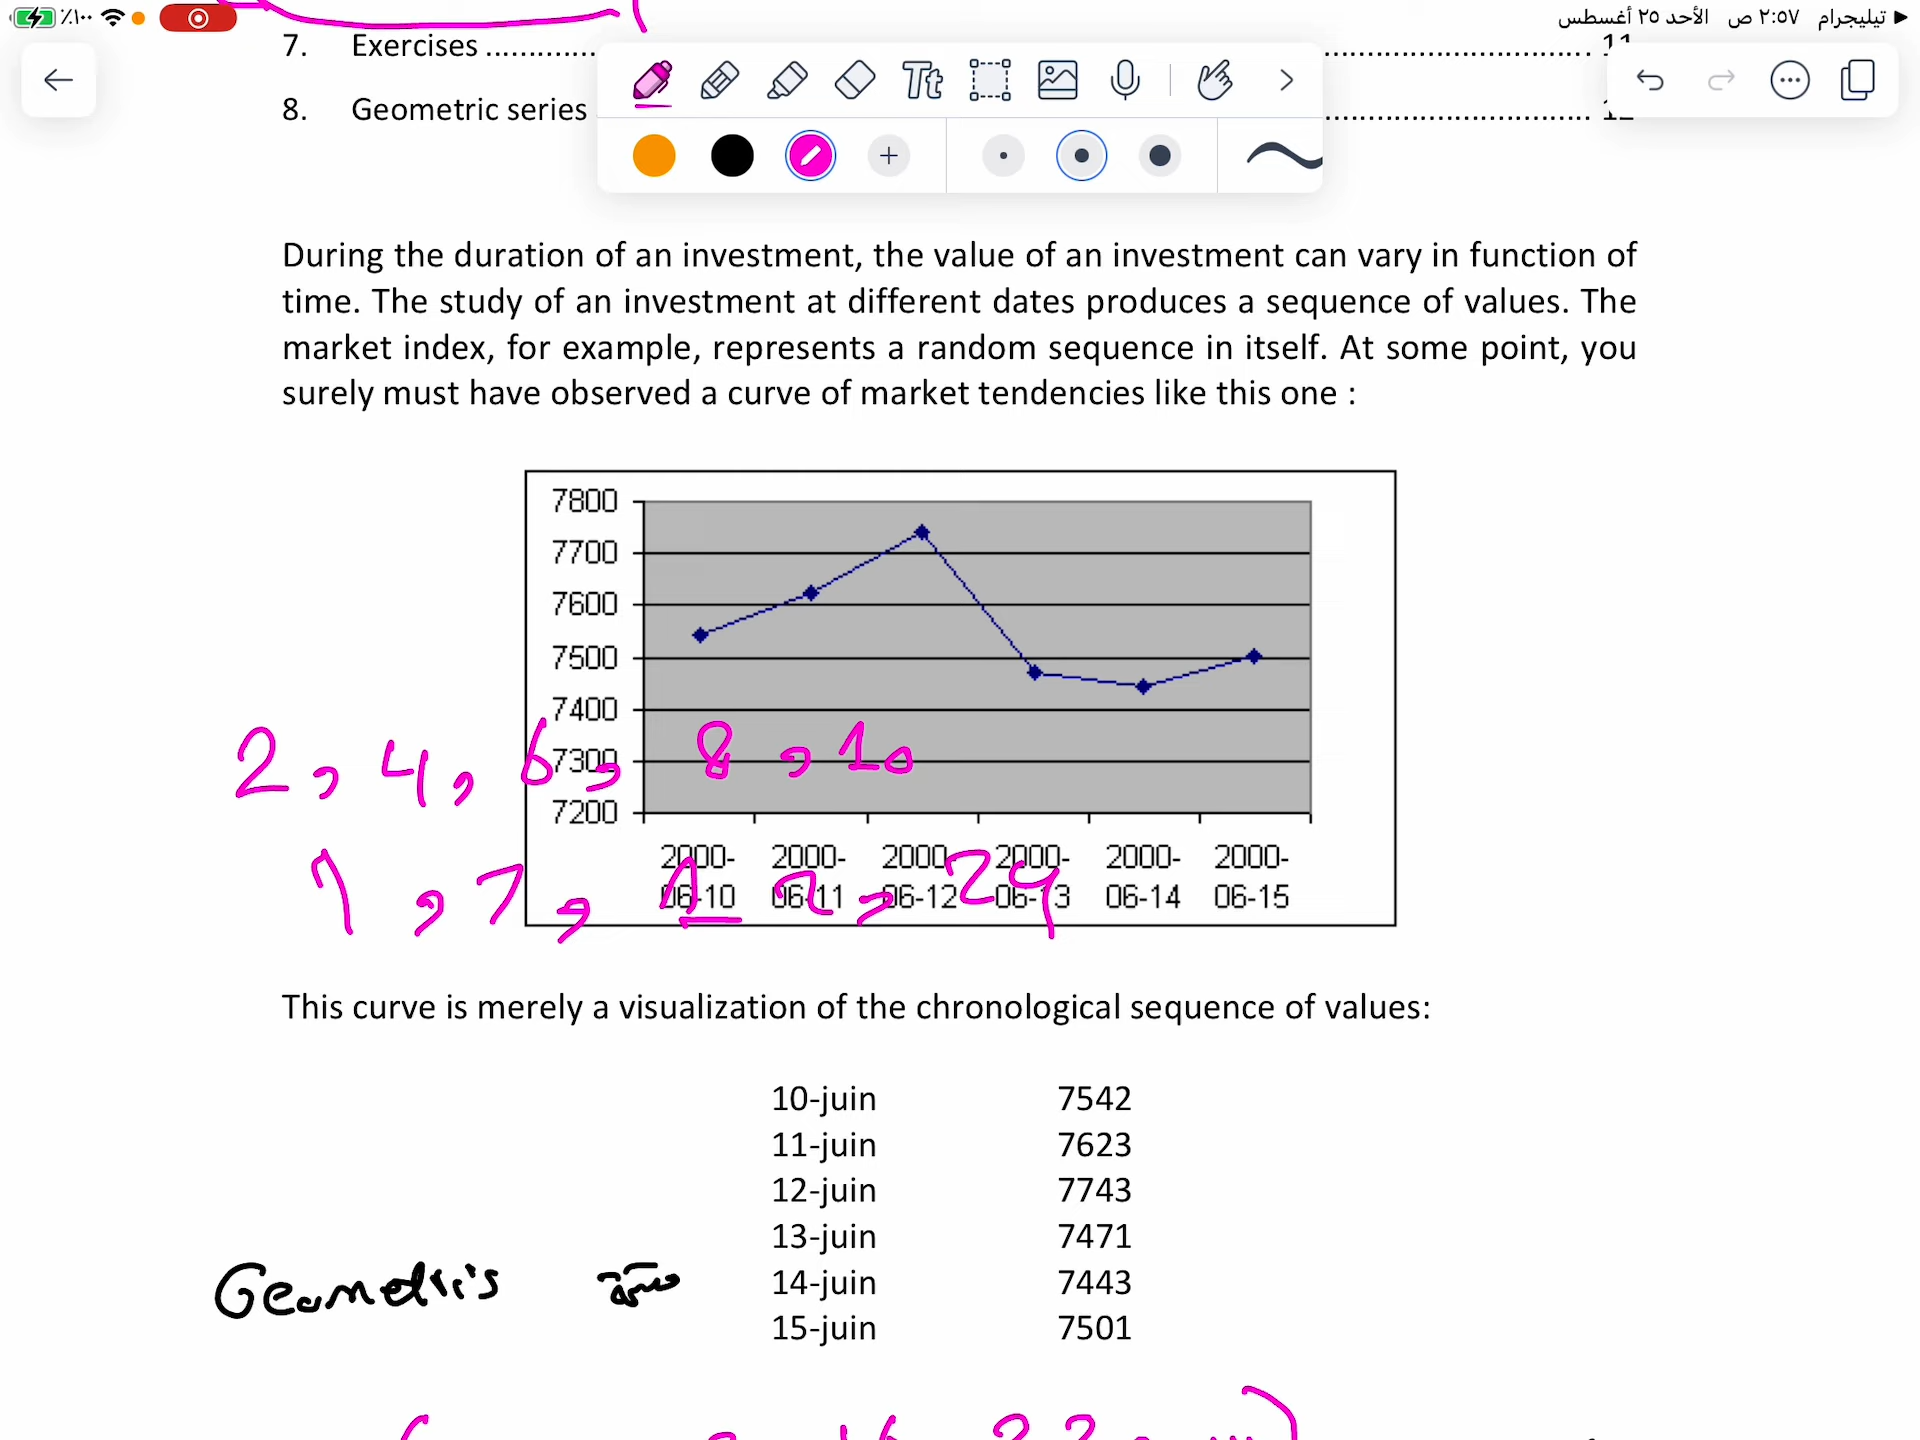 ٪١٠٠
◀ تيليجرام ٢:٥٧ ص الأحد ٢٥ أغسطس
7. Exercises ............ 11
8. Geometric series
Tt
During the duration of an investment, the value of an investment can vary in function of
time. The study of an investment at different dates produces a sequence of values. The
market index, for example, represents a random sequence in itself. At some point, you
surely must have observed a curve of market tendencies like this one :
7800
7700
7600
7500
7400
7300
7200
2, 4, 6, 8, 10
2000-06-10 2000-06-11 2000-06-12 2000-06-13 2000-06-14 2000-06-15
This curve is merely a visualization of the chronological sequence of values:
10-juin 7542
11-juin 7623
12-juin 7743
13-juin 7471
14-juin 7443
15-juin 7501